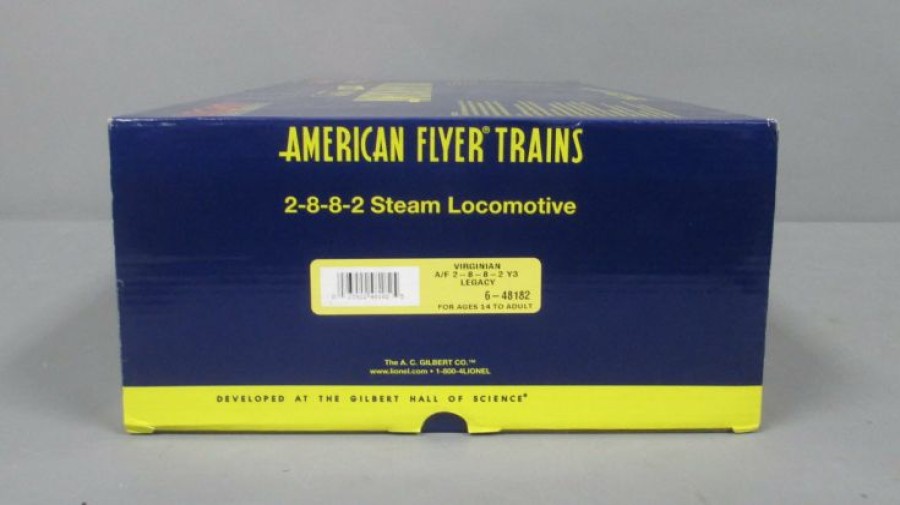 AMERICAN FLYER® TRAINS
2-8-8-2 Steam Locomotive
VIRGINIAN
A/F 2-8-8-2 Y3
LEGACY
6-48182
FOR AGES 14 TO ADULT
The A. C. GILBERT CO.™
www.lionel.com • 1-800-4LIONEL
DEVELOPED AT THE GILBERT HALL OF SCIENCE®